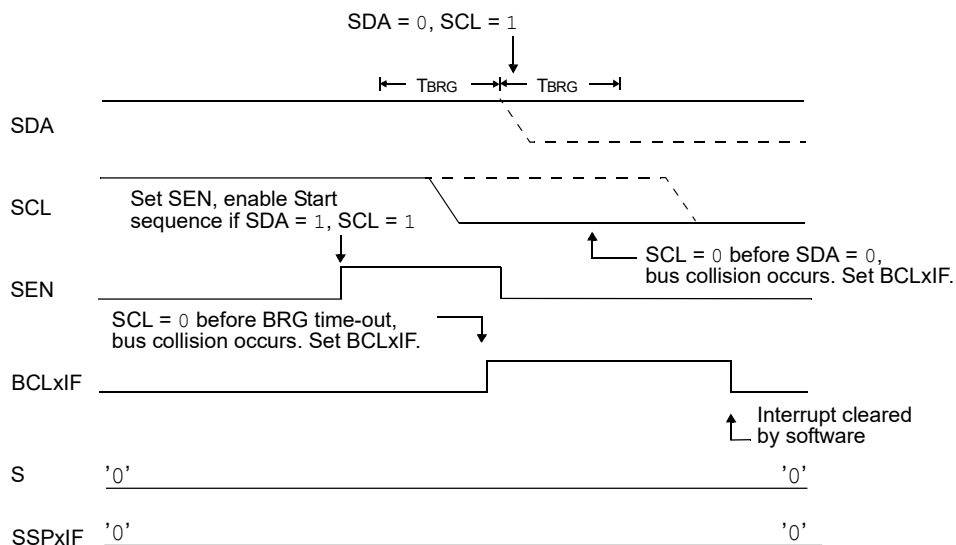 SDA = 0, SCL = 1
TBRG TBRG
SDA
SCL
Set SEN, enable Start
sequence if SDA = 1, SCL = 1
SCL = 0 before SDA = 0,
bus collision occurs. Set BCLxIF.
SEN
SCL = 0 before BRG time-out,
bus collision occurs. Set BCLxIF.
BCLxIF
Interrupt cleared
by software
S '0' '0'
SSPxIF '0' '0'